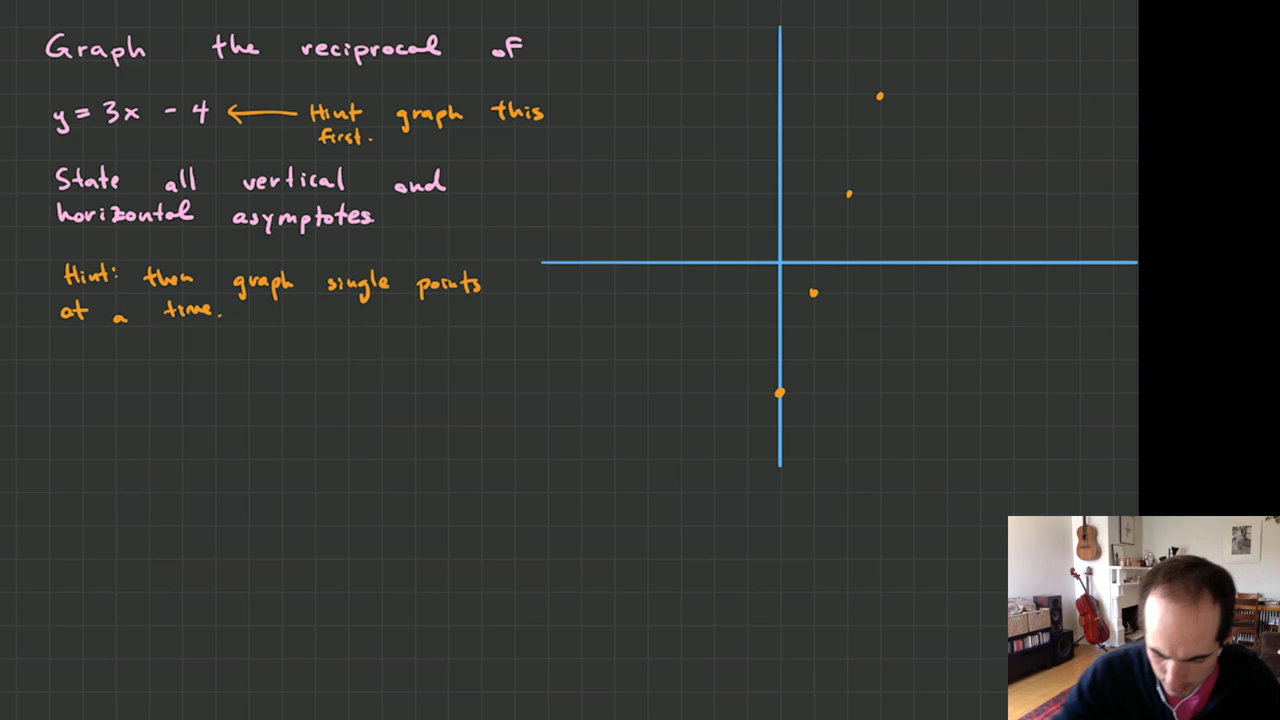 Graph the reciprocal of
y = 3x - 4 ← Hint graph this
first.
State all vertical and
horizontal asymptotes
Hint: then graph single points
at a time.